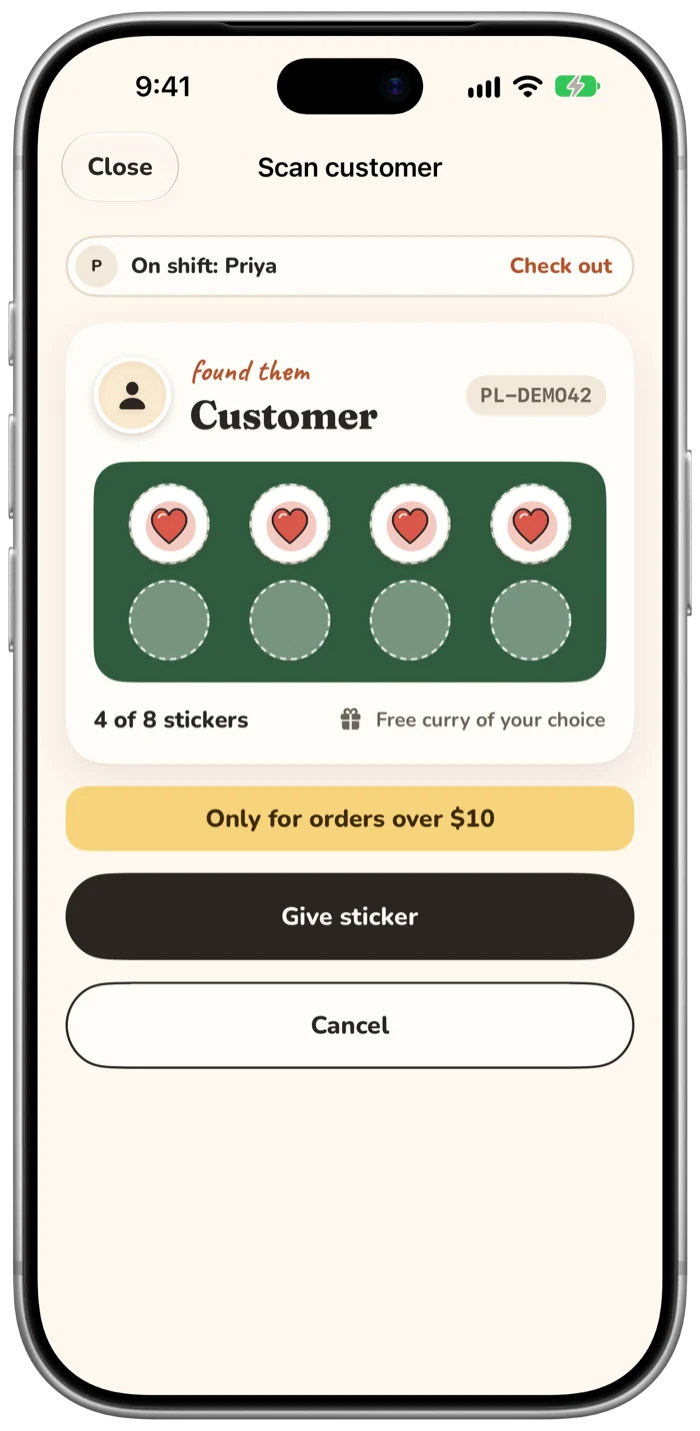 9:41
Close
Scan customer
P
On shift: Priya
Check out
found them
Customer
PL-DEMO42
4 of 8 stickers
Free curry of your choice
Only for orders over $10
Give sticker
Cancel